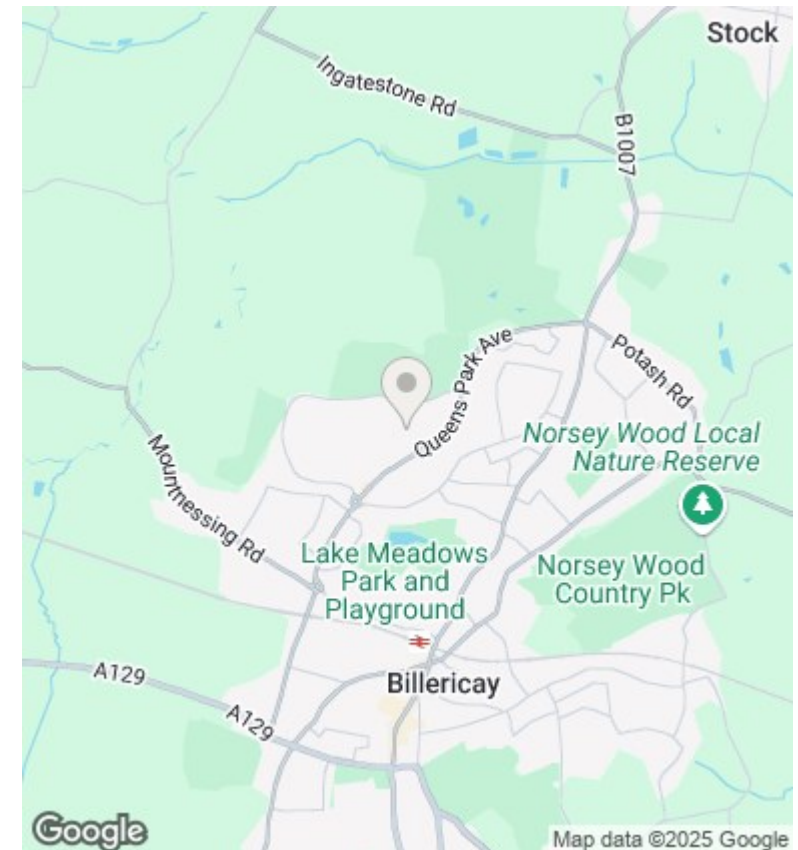 Stock
Ingatestone Rd
B1007
Queens Park Ave
Potash Rd
Norsey Wood Local
Nature Reserve
Mountnessing Rd
Lake Meadows
Park and
Playground
Norsey Wood
Country Pk
A129
Billericay
A129
Google
Map data ©2025 Google